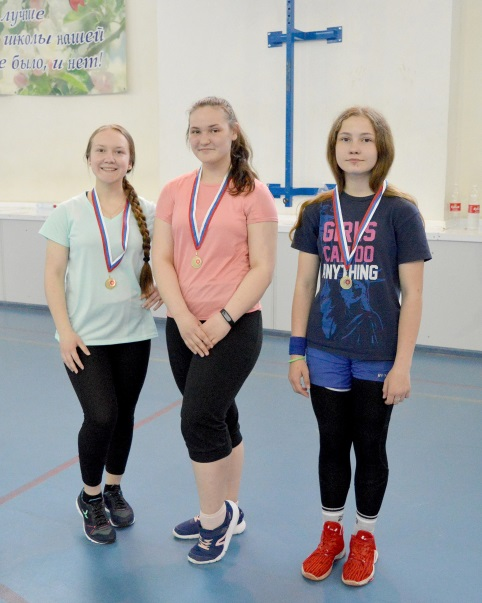 лучше
школы нашей
е было, и нет!
GIRLS
CAN DO
ANYTHING